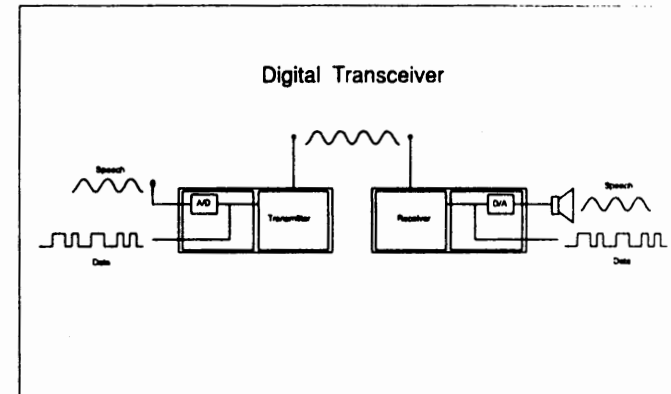 Digital Transceiver
Speech
A/D
Transmitter
Data
Receiver
D/A
Speech
Data